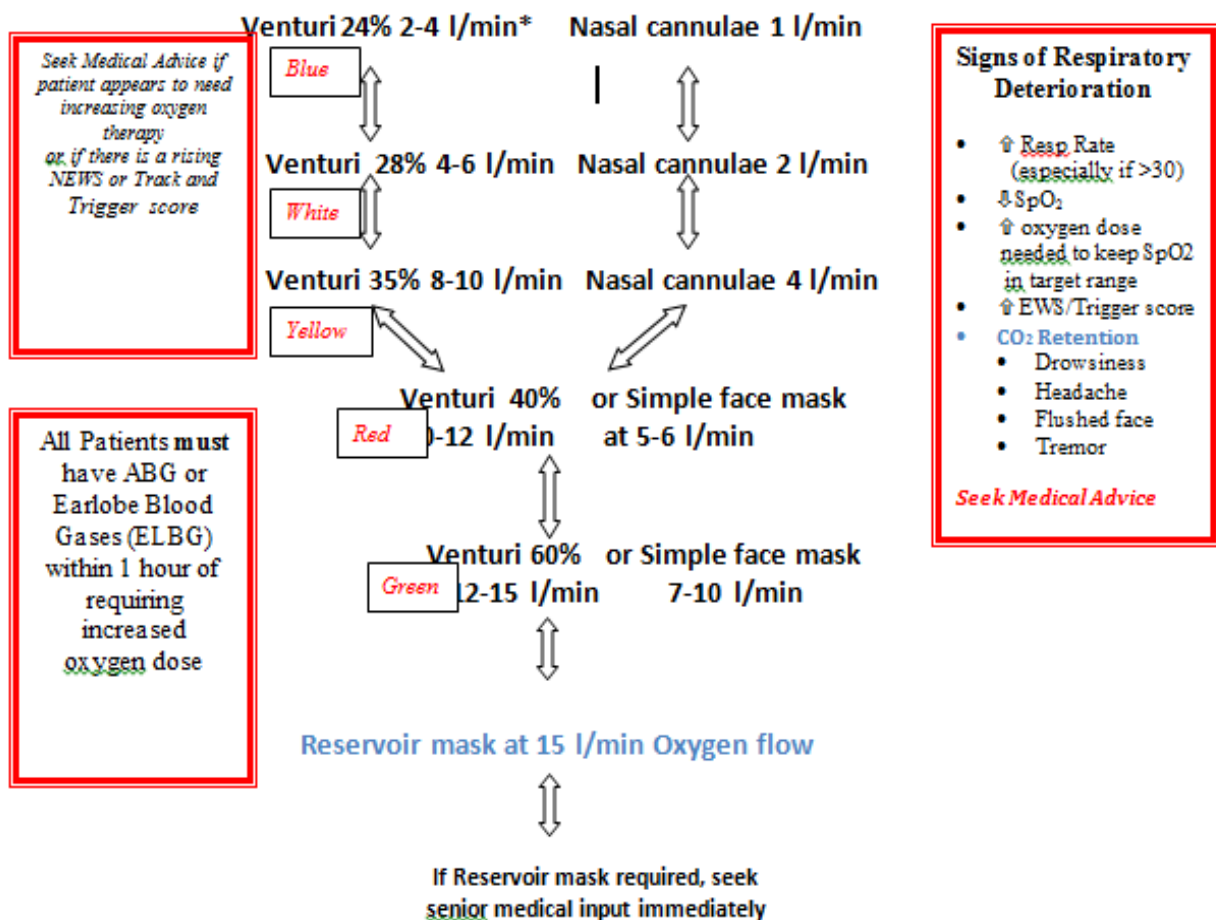 Venturi 24% 2-4 l/min* Nasal cannulae 1 l/min
Blue
Venturi 28% 4-6 l/min Nasal cannulae 2 l/min
White
Venturi 35% 8-10 l/min Nasal cannulae 4 l/min
Yellow
Venturi 40% or Simple face mask
Red 0-12 l/min at 5-6 l/min
Venturi 60% or Simple face mask
Green 12-15 l/min 7-10 l/min
Reservoir mask at 15 l/min Oxygen flow
If Reservoir mask required, seek
senior medical input immediately
Seek Medical Advice if
patient appears to need
increasing oxygen
therapy
or if there is a rising
NEWS or Track and
Trigger score
All Patients must
have ABG or
Earlobe Blood
Gases (ELBG)
within 1 hour of
requiring
increased
oxygen dose
Signs of Respiratory
Deterioration
• ⇧ Resp Rate
(especially if >30)
• ⇩SpO₂
• ⇧ oxygen dose
needed to keep SpO2
in target range
• ⇧EWS/Trigger score
• CO₂ Retention
• Drowsiness
• Headache
• Flushed face
• Tremor
Seek Medical Advice